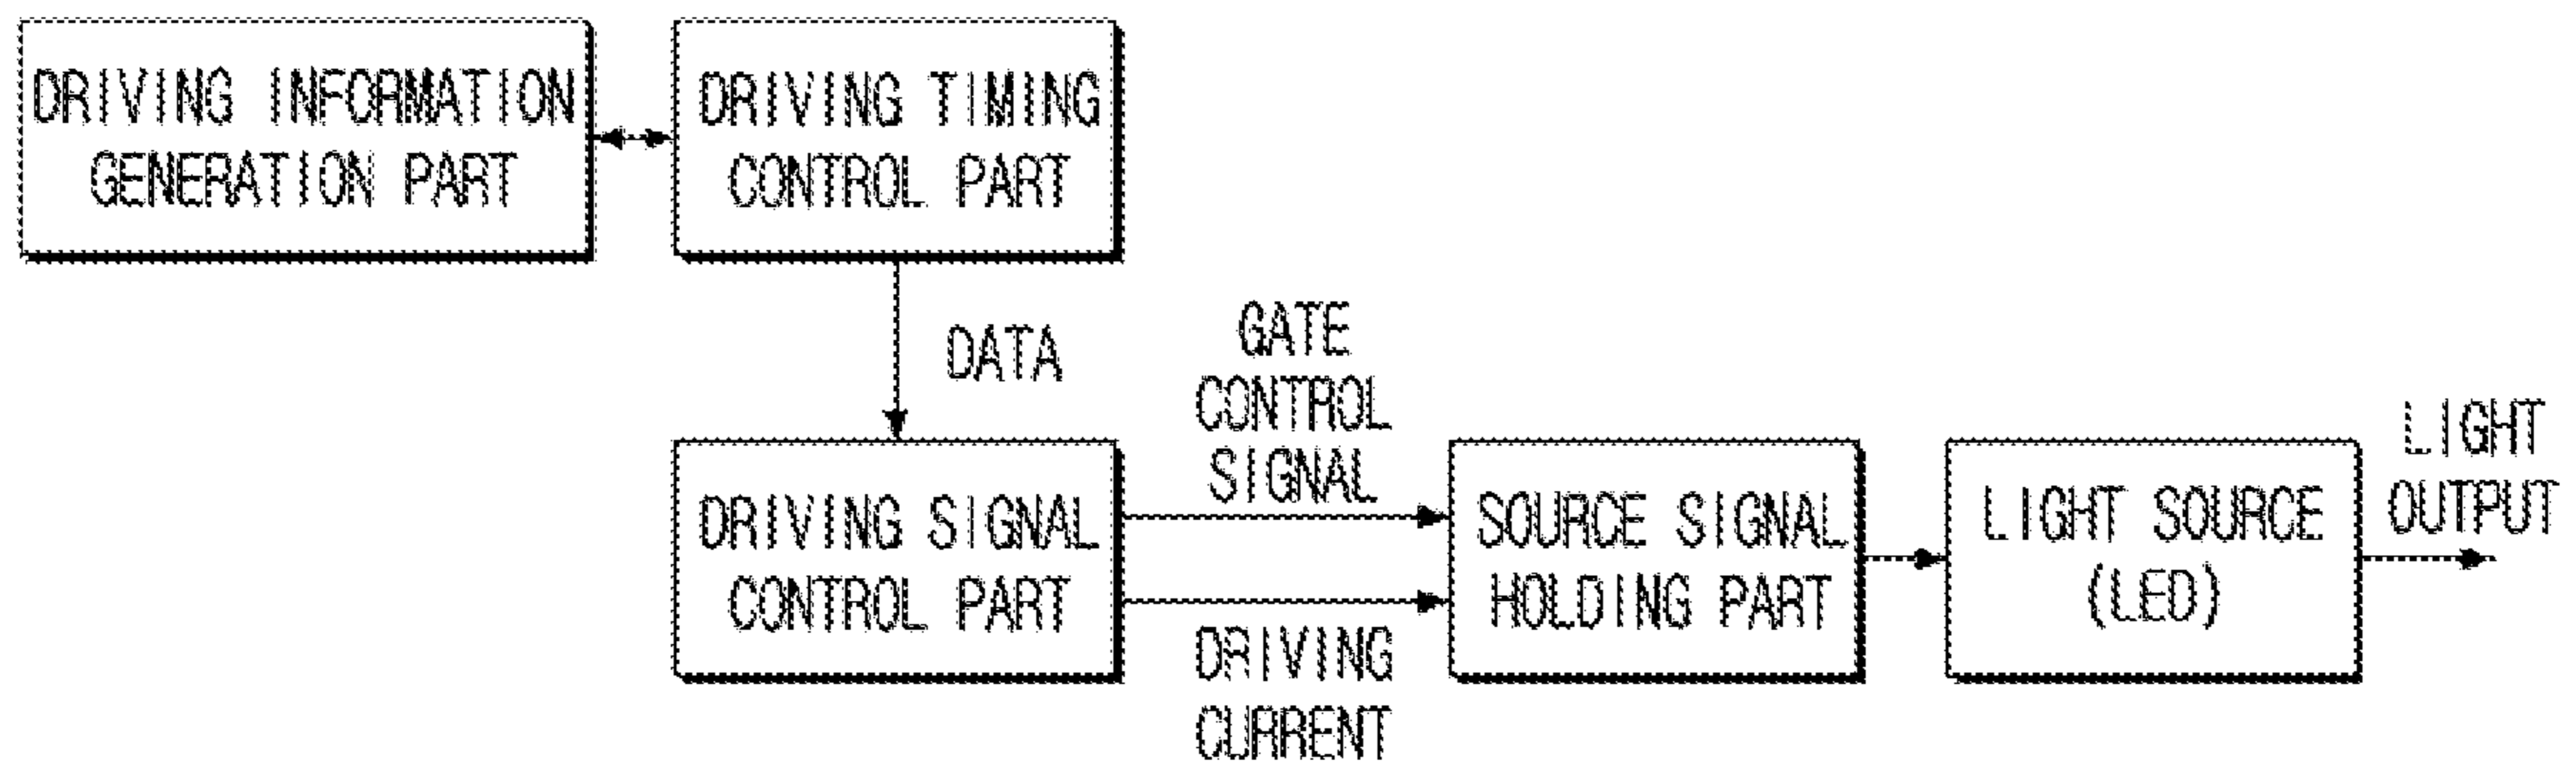 DRIVING INFORMATION
GENERATION PART
DRIVING TIMING
CONTROL PART
DATA
GATE
CONTROL
SIGNAL
DRIVING SIGNAL
CONTROL PART
DRIVING
CURRENT
SOURCE SIGNAL
HOLDING PART
LIGHT SOURCE
(LED)
LIGHT
OUTPUT